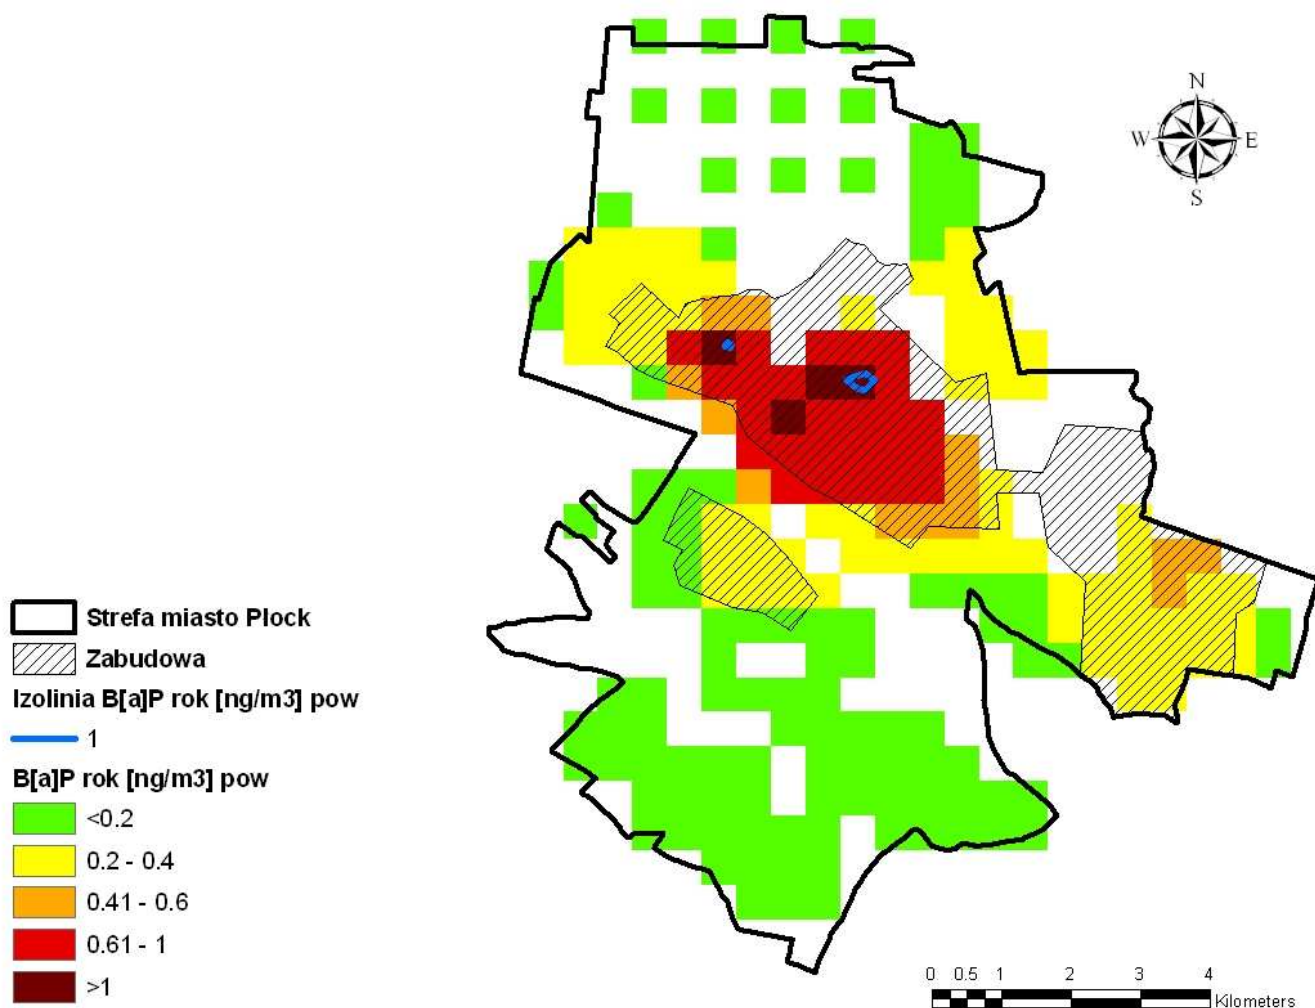 N
W E
S
Strefa miasto Płock
Zabudowa
Izolinia B[a]P rok [ng/m3] pow
1
B[a]P rok [ng/m3] pow
<0.2
0.2 - 0.4
0.41 - 0.6
0.61 - 1
>1
0 0.5 1 2 3 4
Kilometers